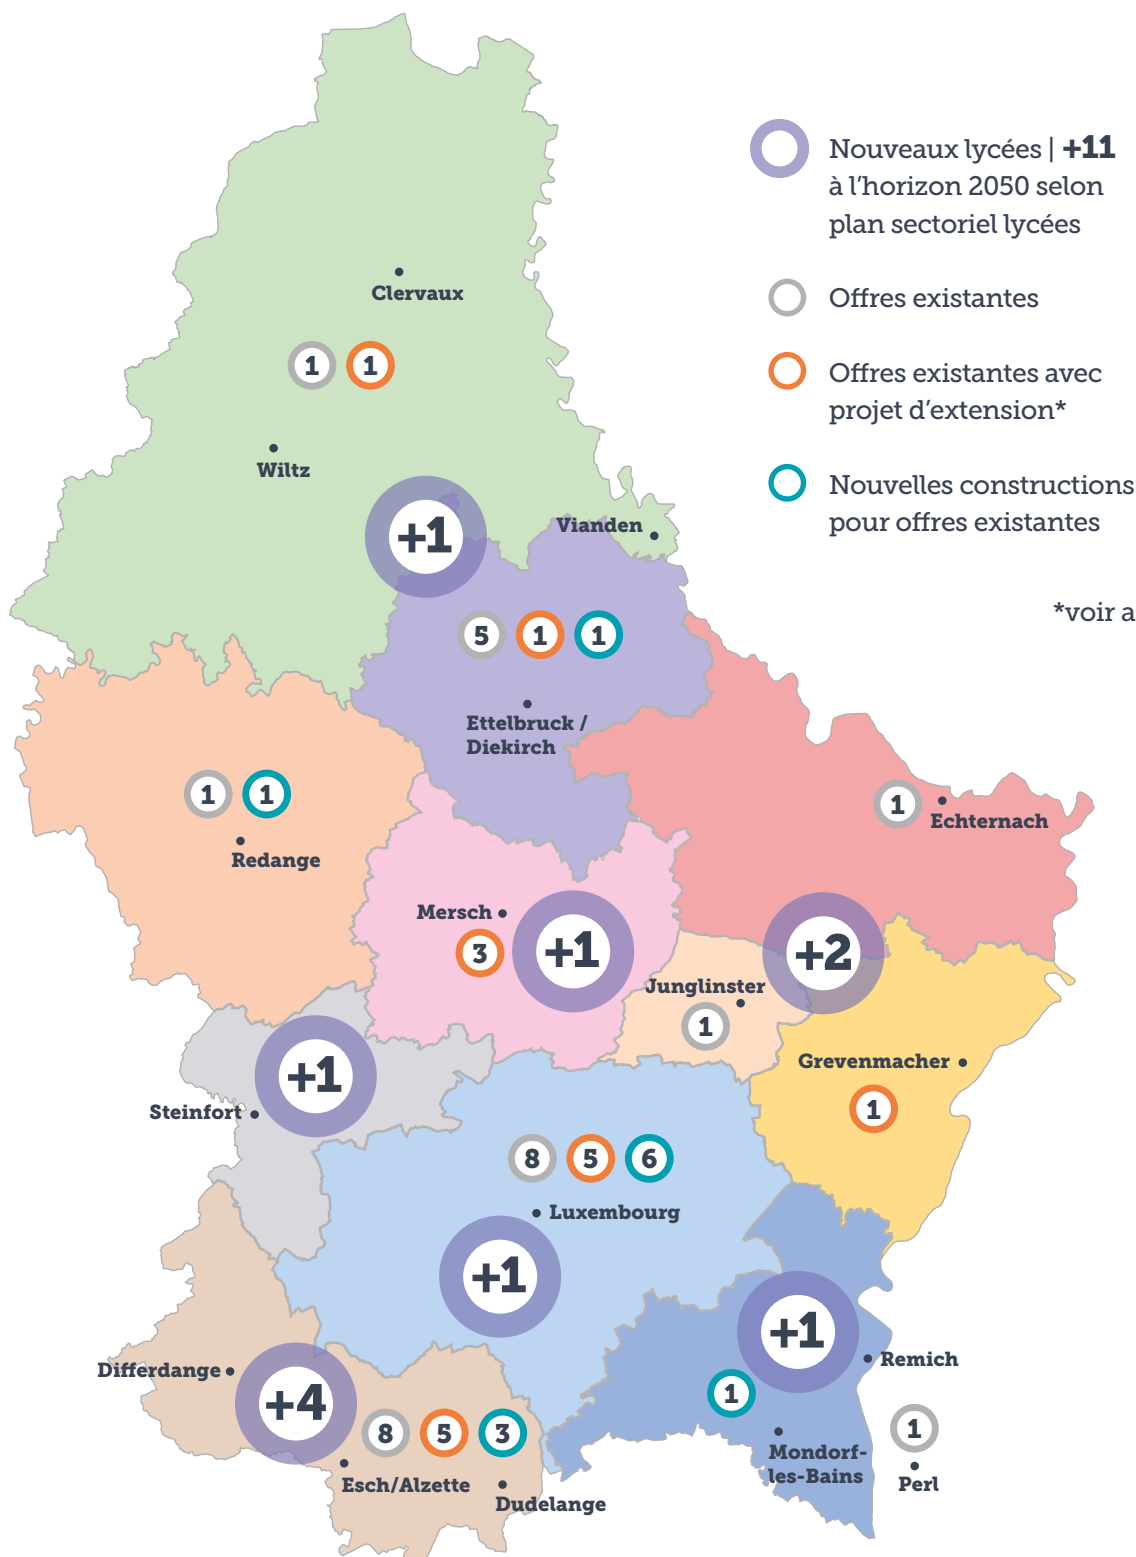 Nouveaux lycées | +11
à l'horizon 2050 selon
plan sectoriel lycées
Offres existantes
Offres existantes avec
projet d'extension*
Nouvelles constructions
pour offres existantes
*voir a
Clervaux
1 1
Wiltz
+1
Vianden
5 1 1
Ettelbruck /
Diekirch
1 1
Redange
1
Echternach
Mersch
3
+1
+2
Junglinster
1
Grevenmacher
1
+1
Steinfort
8 5 6
Luxembourg
+1
+1
Remich
1
Differdange
+4
8 5 3
Esch/Alzette
Dudelange
Mondorf-
les-Bains
1
Perl